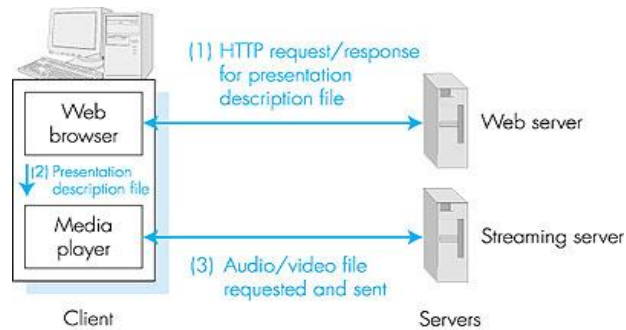 (1) HTTP request/response
for presentation
description file
Web
browser
Web server
(2) Presentation
description file
Media
player
Streaming server
(3) Audio/video file
requested and sent
Client
Servers